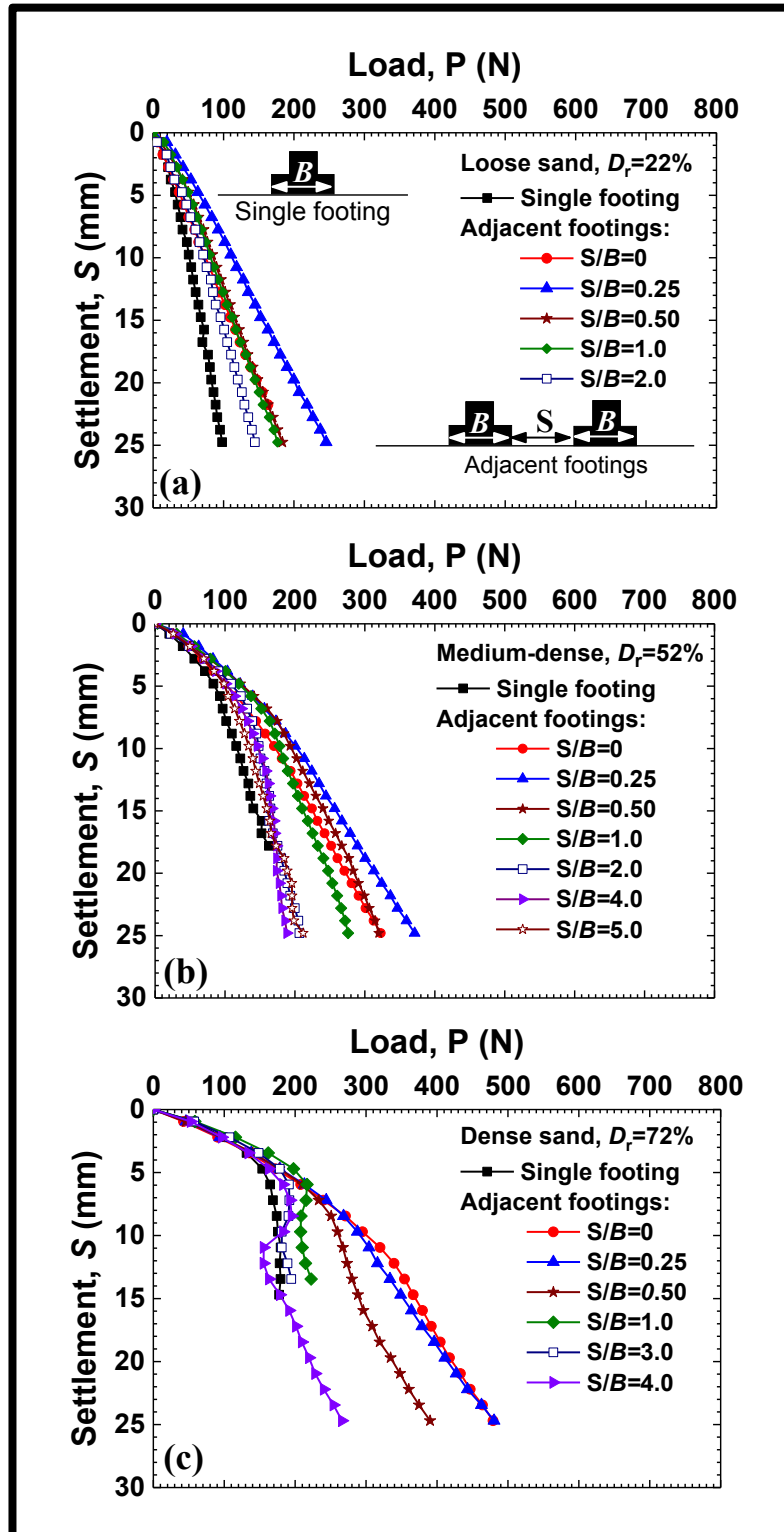 Load, P (N)
0 100 200 300 400 500 600 700 800
Settlement, S (mm)
0
5
10
15
20
25
30
B
Single footing
Loose sand, Dr=22%
Single footing
Adjacent footings:
S/B=0
S/B=0.25
S/B=0.50
S/B=1.0
S/B=2.0
B S B
Adjacent footings
(a)
Load, P (N)
0 100 200 300 400 500 600 700 800
Settlement, S (mm)
0
5
10
15
20
25
30
Medium-dense, Dr=52%
Single footing
Adjacent footings:
S/B=0
S/B=0.25
S/B=0.50
S/B=1.0
S/B=2.0
S/B=4.0
S/B=5.0
(b)
Load, P (N)
0 100 200 300 400 500 600 700 800
Settlement, S (mm)
0
5
10
15
20
25
30
Dense sand, Dr=72%
Single footing
Adjacent footings:
S/B=0
S/B=0.25
S/B=0.50
S/B=1.0
S/B=3.0
S/B=4.0
(c)